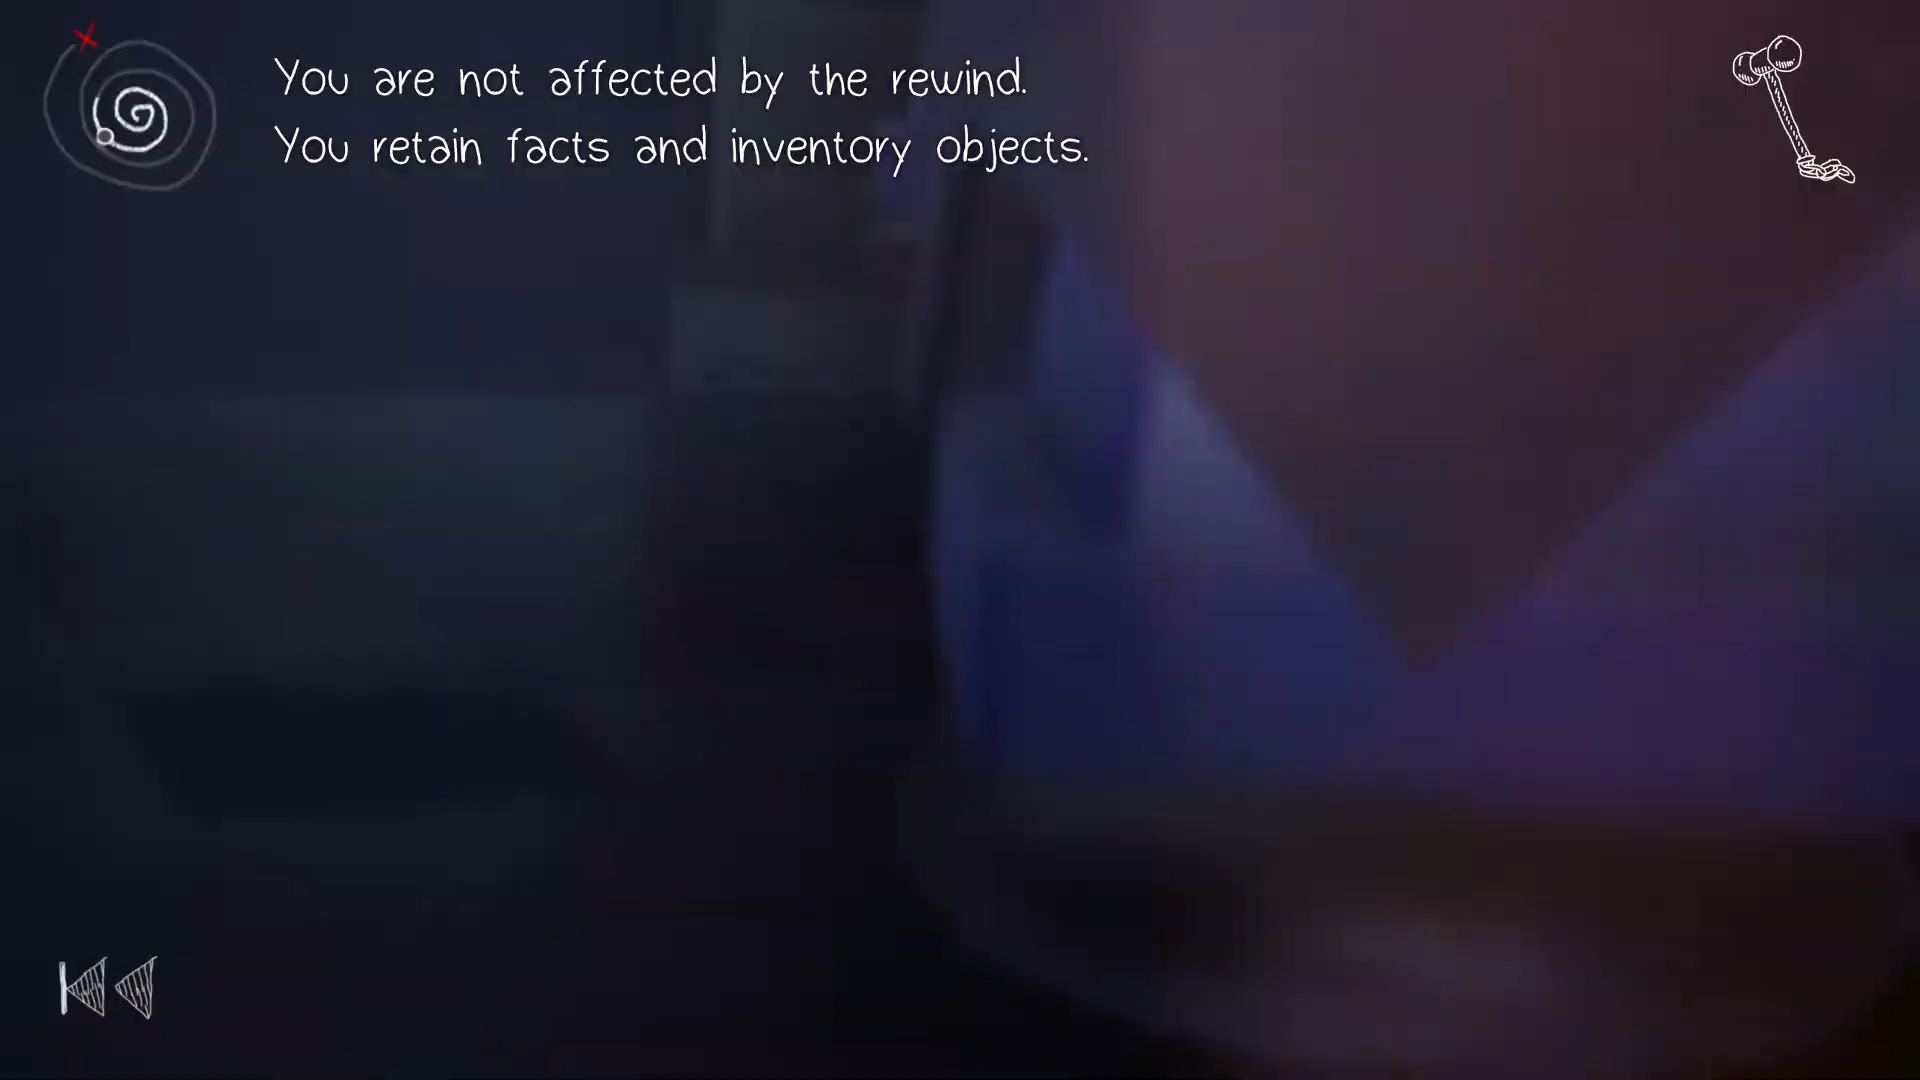 You are not affected by the rewind.
You retain facts and inventory objects.